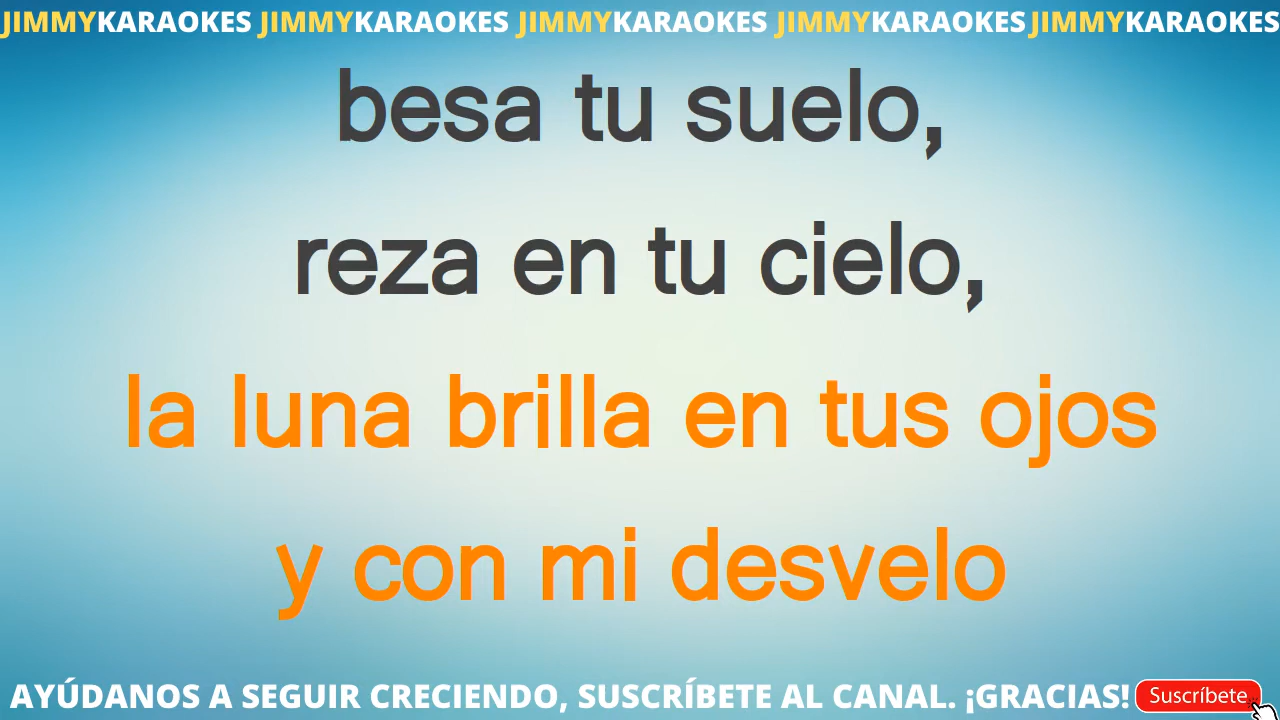 JIMMYKARAOKES JIMMYKARAOKES JIMMYKARAOKES JIMMYKARAOKES JIMMYKARAOKES
besa tu suelo,
reza en tu cielo,
la luna brilla en tus ojos
y con mi desvelo
AYÚDANOS A SEGUIR CRECIENDO, SUSCRÍBETE AL CANAL. ¡GRACIAS! Suscríbete